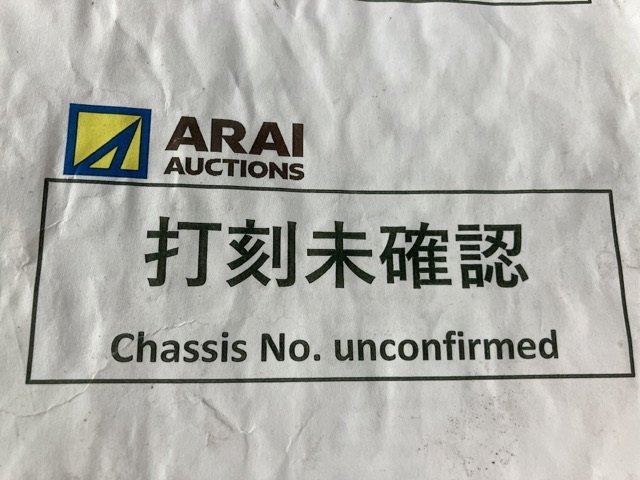 ARAI
AUCTIONS
打刻未確認
Chassis No. unconfirmed